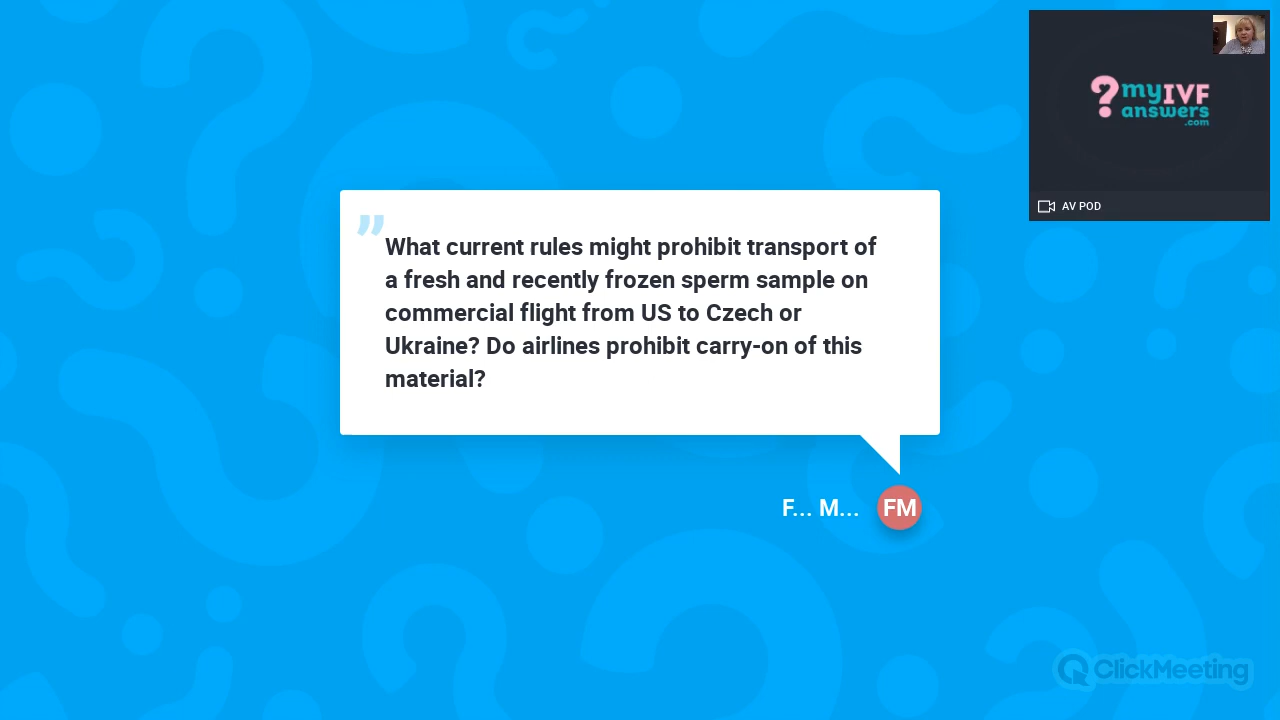 What current rules might prohibit transport of
a fresh and recently frozen sperm sample on
commercial flight from US to Czech or
Ukraine? Do airlines prohibit carry-on of this
material?
F... M... FM
?myIVF
answers
.com
AV POD
ClickMeeting